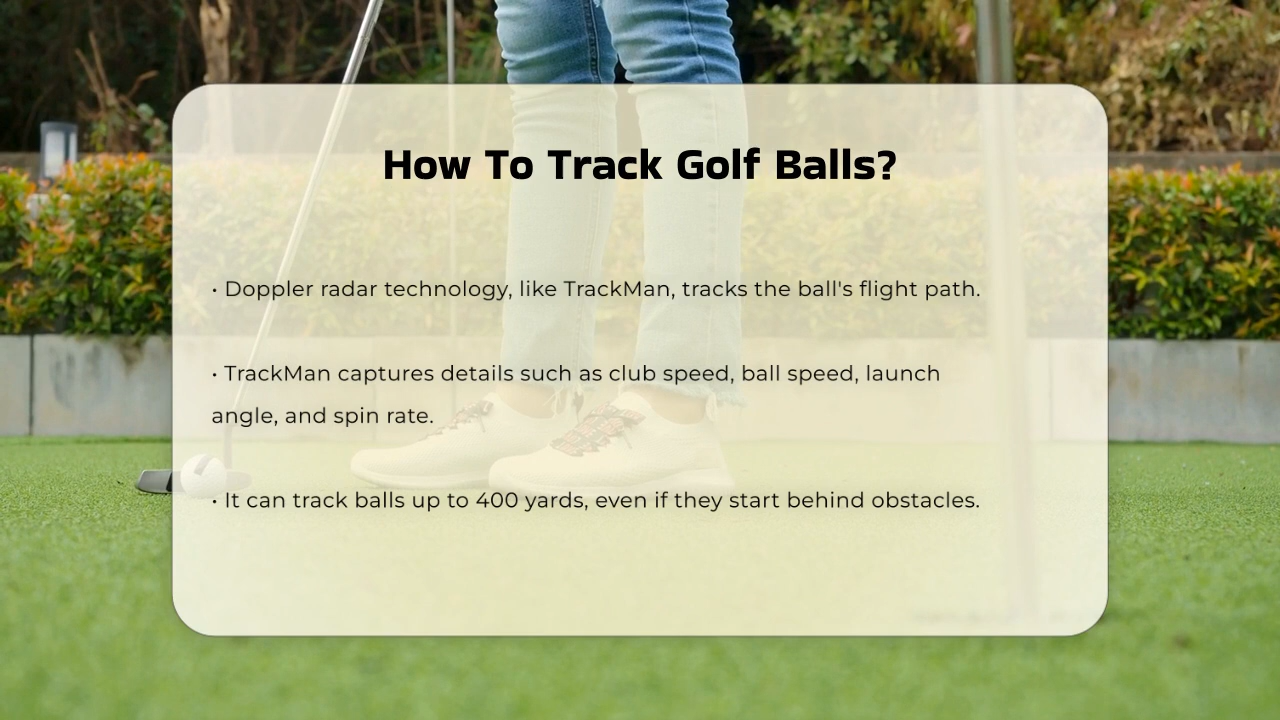 How To Track Golf Balls?
• Doppler radar technology, like TrackMan, tracks the ball's flight path.
• TrackMan captures details such as club speed, ball speed, launch
angle, and spin rate.
• It can track balls up to 400 yards, even if they start behind obstacles.